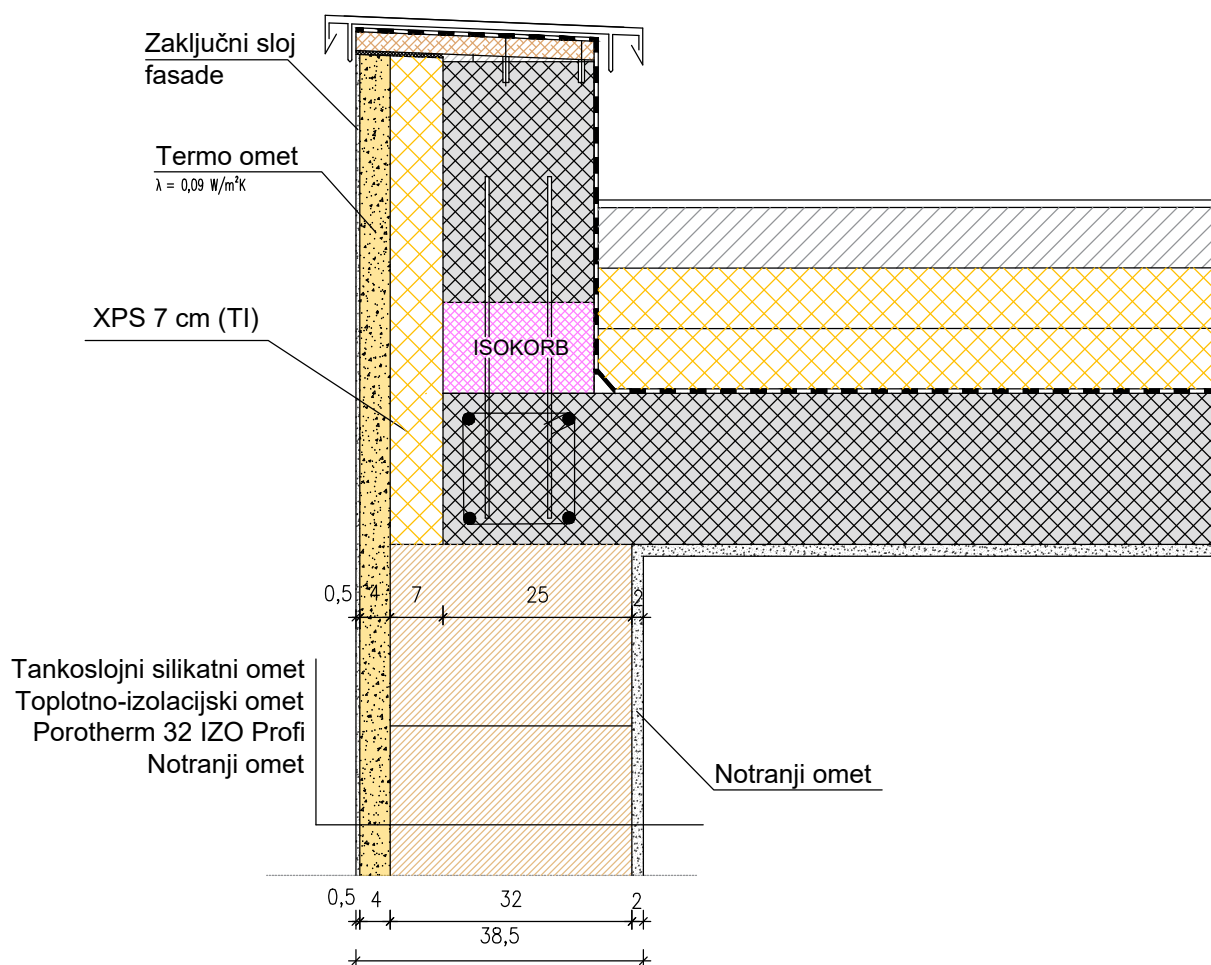 Zaključni sloj
fasade
Termo omet
λ = 0,09 W/m²K
XPS 7 cm (TI)
ISOKORB
0,5 4 7 25 2
Tankoslojni silikatni omet
Toplotno-izolacijski omet
Porotherm 32 IZO Profi
Notranji omet
Notranji omet
0,5 4 32 2
38,5